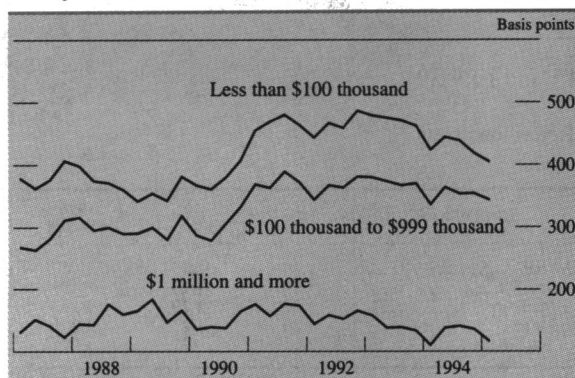 Basis points
Less than $100 thousand
500
400
$100 thousand to $999 thousand
300
$1 million and more
200
1988 1990 1992 1994